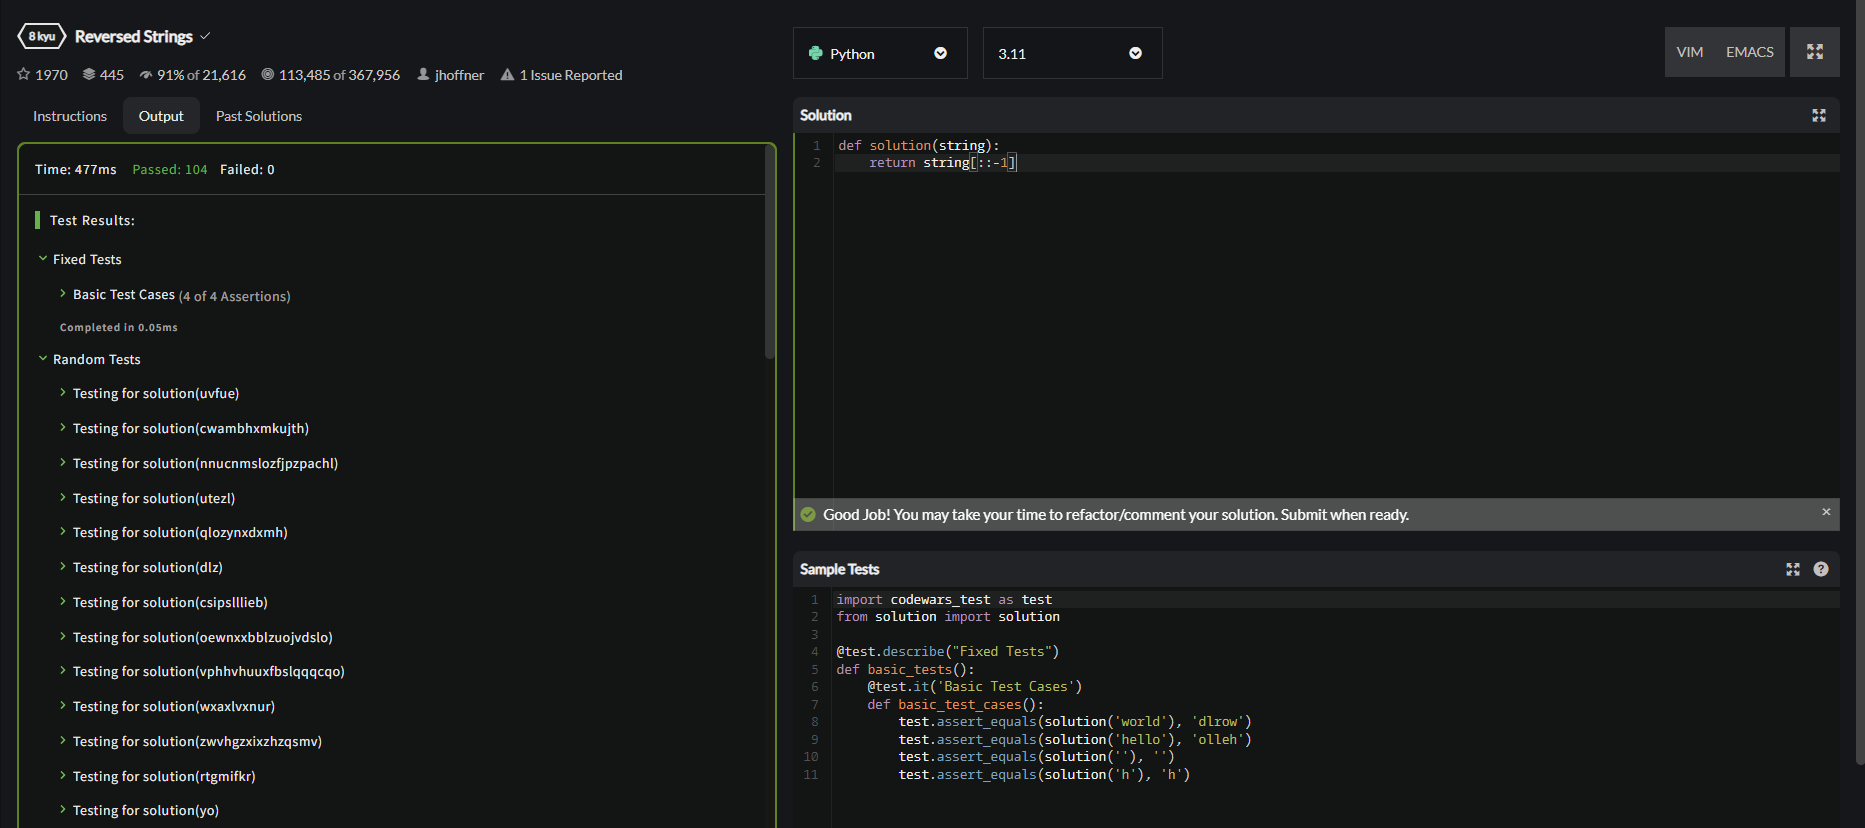 8 kyu Reversed Strings
1970 445 91% of 21,616 113,485 of 367,956 jhoffner 1 Issue Reported
Instructions Output Past Solutions
Time: 477ms Passed: 104 Failed: 0
Test Results:
Fixed Tests
Basic Test Cases (4 of 4 Assertions)
Completed in 0.05ms
Random Tests
Testing for solution(uvfue)
Testing for solution(cwambhxmkujth)
Testing for solution(nnucnmslozfjpzpachl)
Testing for solution(utezl)
Testing for solution(qlozynxdxmh)
Testing for solution(dlz)
Testing for solution(csipslllieb)
Testing for solution(oewnxxbblzuojvdslo)
Testing for solution(vphhvhuuxfbslqqqcqo)
Testing for solution(wxaxlvxnur)
Testing for solution(zwvhgzxixzhzqsmv)
Testing for solution(rtgmifkr)
Testing for solution(yo)
Python 3.11 VIM EMACS
Solution
1 def solution(string):
2     return string[::-1]
Good Job! You may take your time to refactor/comment your solution. Submit when ready. ×
Sample Tests ?
1 import codewars_test as test
2 from solution import solution
3
4 @test.describe("Fixed Tests")
5 def basic_tests():
6     @test.it('Basic Test Cases')
7     def basic_test_cases():
8         test.assert_equals(solution('world'), 'dlrow')
9         test.assert_equals(solution('hello'), 'olleh')
10         test.assert_equals(solution(''), '')
11         test.assert_equals(solution('h'), 'h')